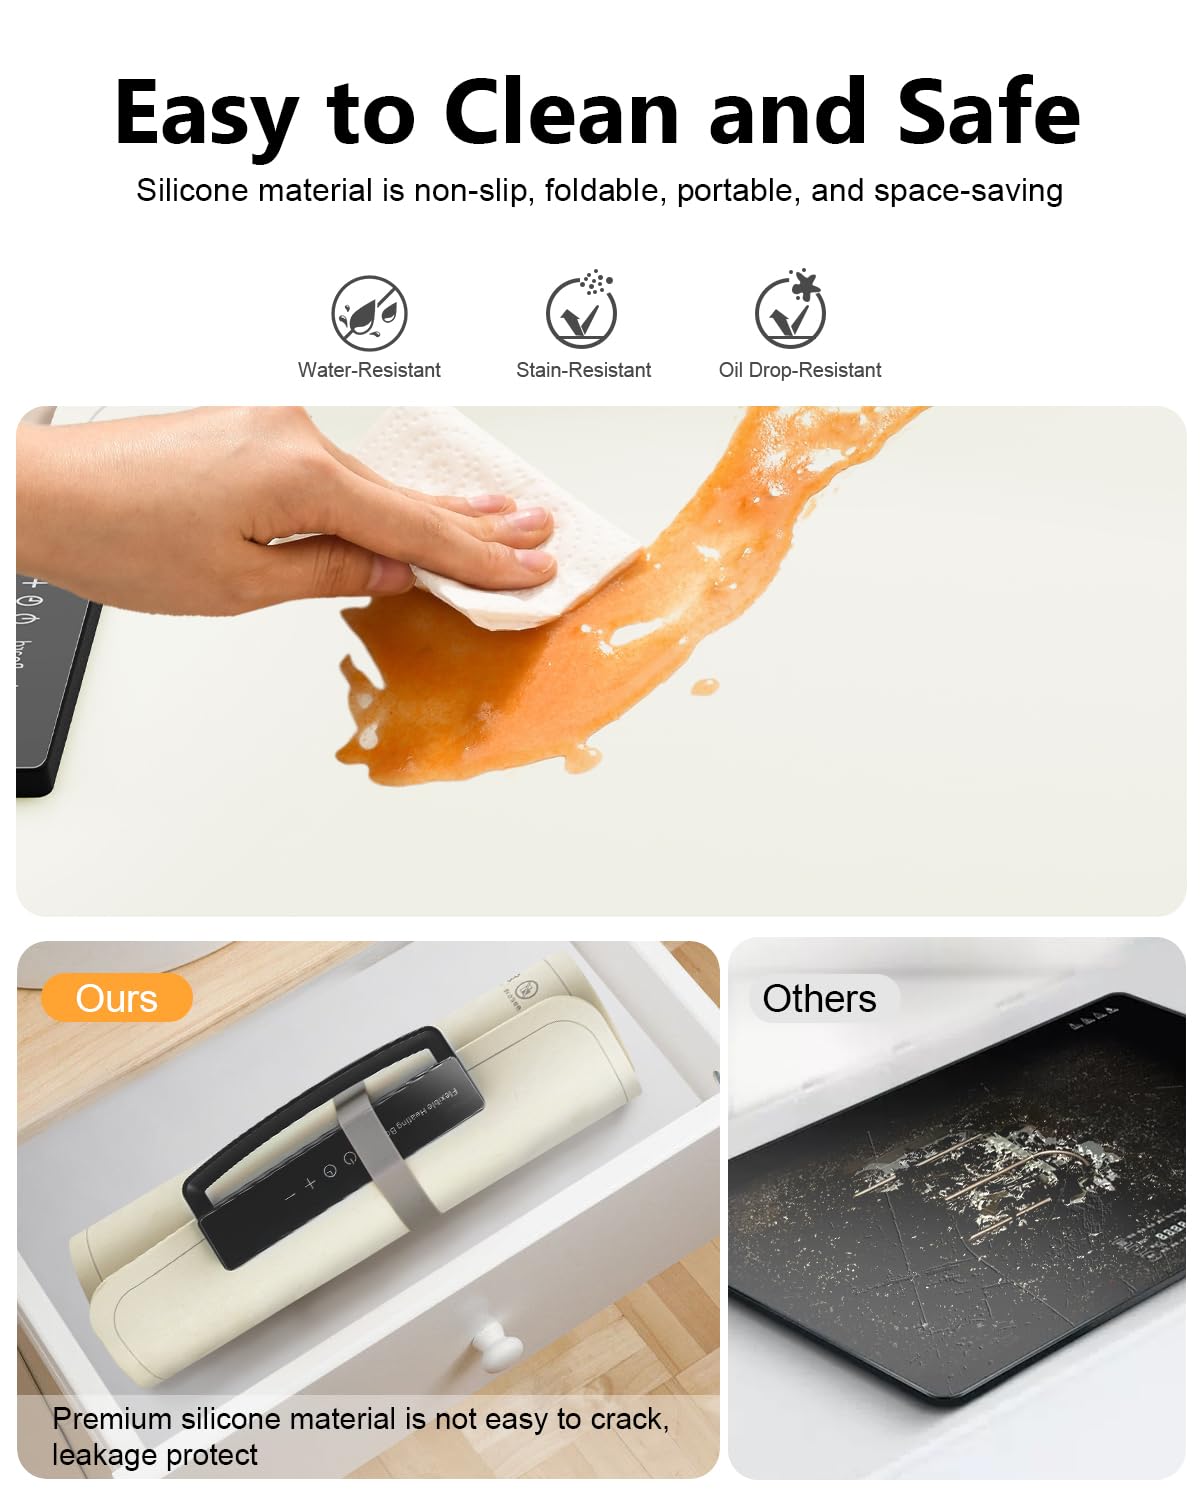 Easy to Clean and Safe
Silicone material is non-slip, foldable, portable, and space-saving
Water-Resistant
Stain-Resistant
Oil Drop-Resistant
Ours
Flexible Heating
Others
Premium silicone material is not easy to crack,
leakage protect